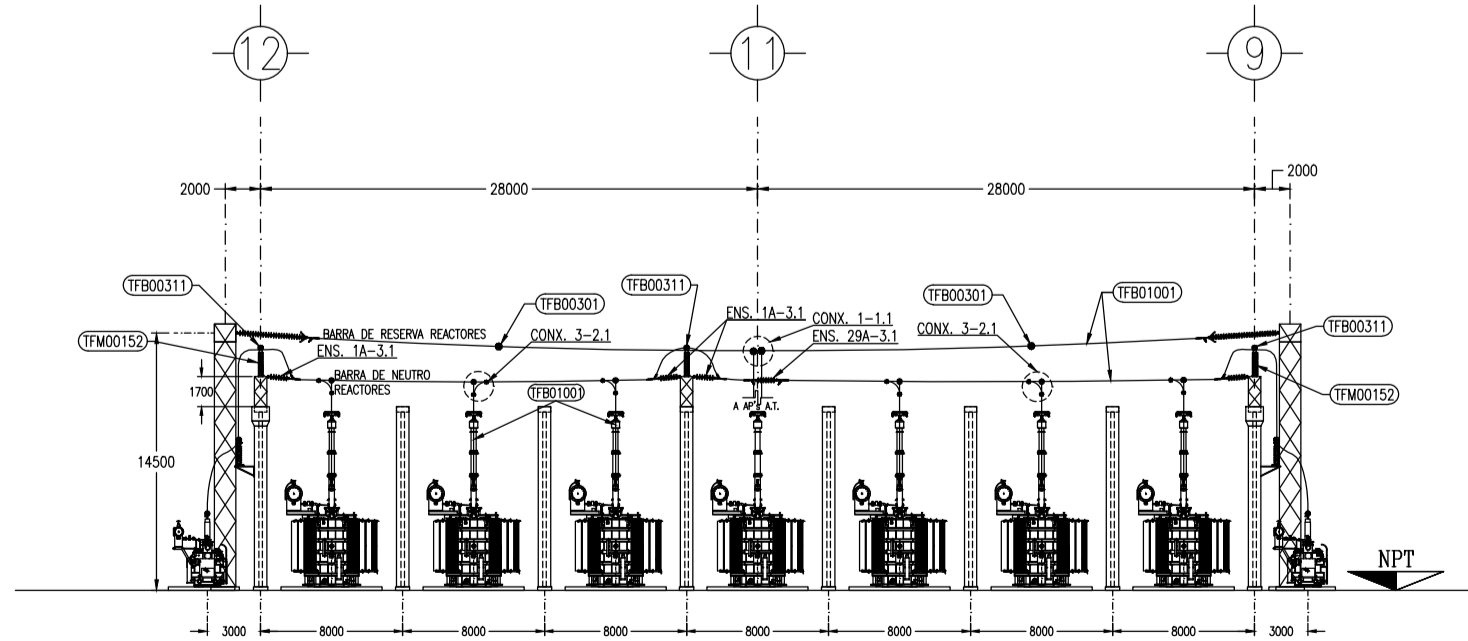 12
11
9
2000
28000
28000
2000
TFB00311
TFB00301
TFB00311
TFB00301
TFB01001
TFB00311
TFM00152
BARRA DE RESERVA REACTORES
CONX. 3-2.1
ENS. 1A-3.1
CONX. 1-1.1
ENS. 29A-3.1
CONX. 3-2.1
ENS. 1A-3.1
BARRA DE NEUTRO
REACTORES
1700
TFB01001
A AP's A.T.
TFM00152
14500
NPT
3000
8000
8000
8000
8000
8000
8000
8000
3000